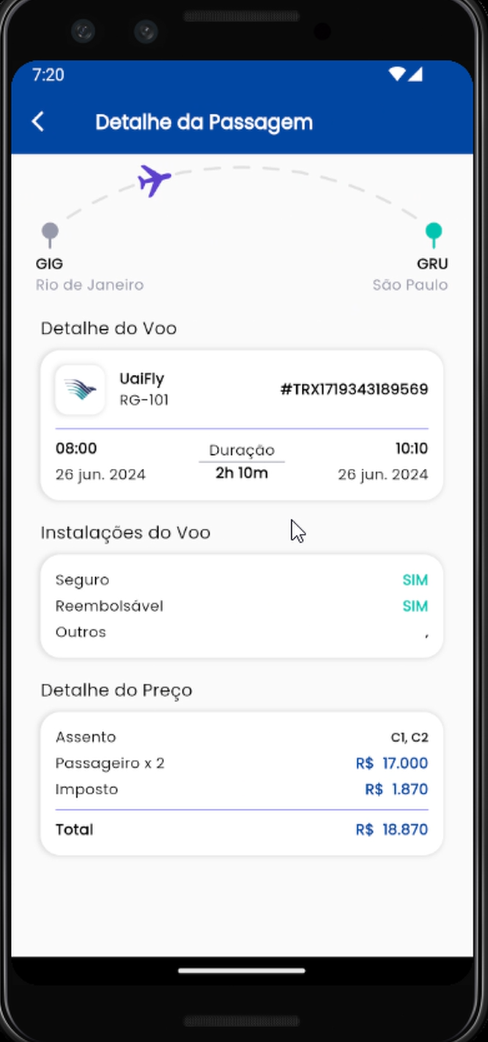 7:20
Detalhe da Passagem
GIG
GRU
Rio de Janeiro
São Paulo
Detalhe do Voo
UaiFly
RG-101
#TRX1719343189569
08:00
Duração
10:10
26 jun. 2024
2h 10m
26 jun. 2024
Instalações do Voo
Seguro SIM
Reembolsável SIM
Outros ,
Detalhe do Preço
Assento C1, C2
Passageiro x 2 R$ 17.000
Imposto R$ 1.870
Total R$ 18.870